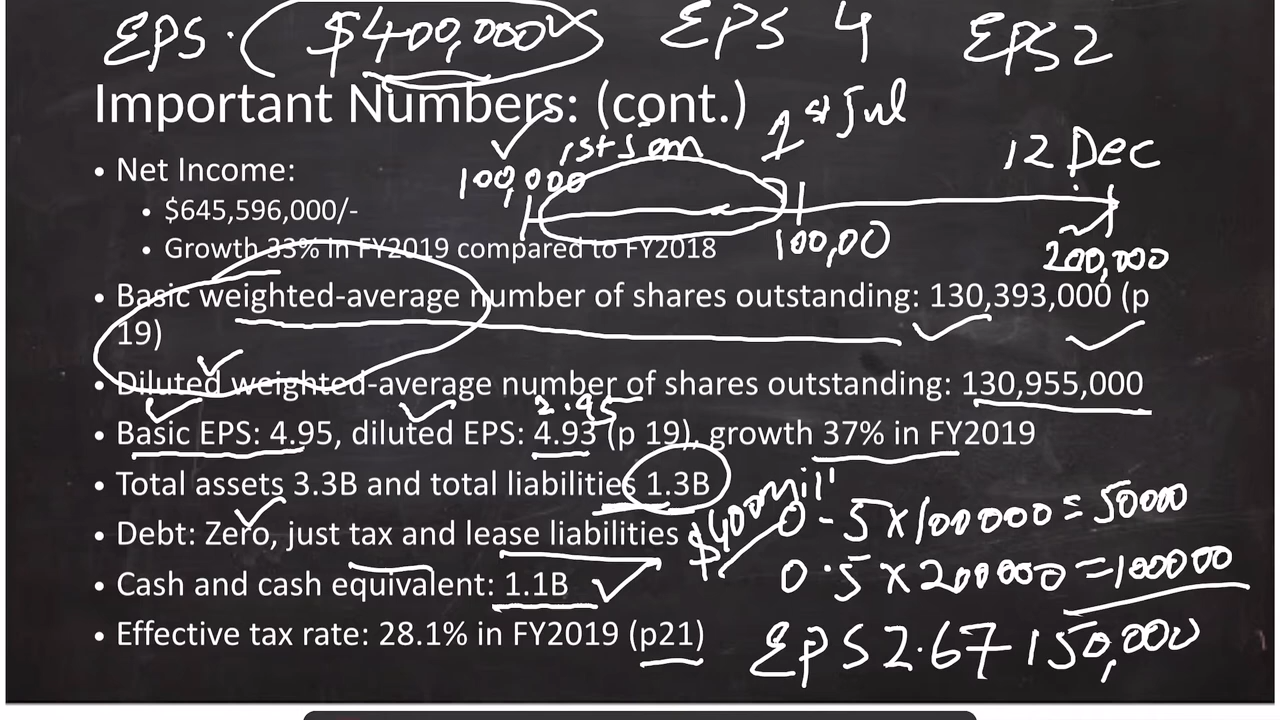 EPS. $400,000 EPS 4 EPS 2
Important Numbers: (cont.)
1st Jul
1st Jan
12 Dec
• Net Income:
100,000
• $645,596,000/-
100,00
• Growth 33% in FY2019 compared to FY2018
200,000
• Basic weighted-average number of shares outstanding: 130,393,000 (p
19)
• Diluted weighted-average number of shares outstanding: 130,955,000
• Basic EPS: 4.95, diluted EPS: 4.93 (p 19), growth 37% in FY2019
• Total assets 3.3B and total liabilities 1.3B
• Debt: Zero, just tax and lease liabilities
0.5 x 100000 = 50000
• Cash and cash equivalent: 1.1B
0.5 x 200000 = 100000
• Effective tax rate: 28.1% in FY2019 (p21)
EPS 2.67 150,000